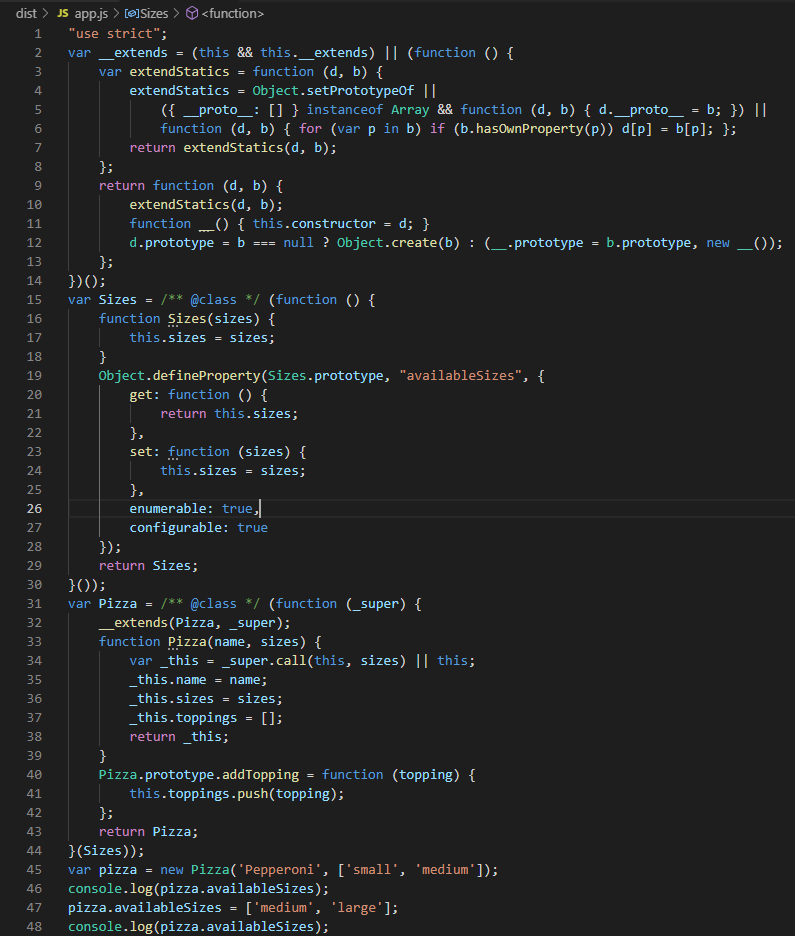 dist > JS app.js > Sizes > <function>
1 "use strict";
2 var __extends = (this && this.__extends) || (function () {
3     var extendStatics = function (d, b) {
4         extendStatics = Object.setPrototypeOf ||
5             ({ __proto__: [] } instanceof Array && function (d, b) { d.__proto__ = b; }) ||
6             function (d, b) { for (var p in b) if (b.hasOwnProperty(p)) d[p] = b[p]; };
7         return extendStatics(d, b);
8     };
9     return function (d, b) {
10         extendStatics(d, b);
11         function __() { this.constructor = d; }
12         d.prototype = b === null ? Object.create(b) : (__.prototype = b.prototype, new __());
13     };
14 })();
15 var Sizes = /** @class */ (function () {
16     function Sizes(sizes) {
17         this.sizes = sizes;
18     }
19     Object.defineProperty(Sizes.prototype, "availableSizes", {
20         get: function () {
21             return this.sizes;
22         },
23         set: function (sizes) {
24             this.sizes = sizes;
25         },
26         enumerable: true,
27         configurable: true
28     });
29     return Sizes;
30 }());
31 var Pizza = /** @class */ (function (_super) {
32     __extends(Pizza, _super);
33     function Pizza(name, sizes) {
34         var _this = _super.call(this, sizes) || this;
35         _this.name = name;
36         _this.sizes = sizes;
37         _this.toppings = [];
38         return _this;
39     }
40     Pizza.prototype.addTopping = function (topping) {
41         this.toppings.push(topping);
42     };
43     return Pizza;
44 }(Sizes));
45 var pizza = new Pizza('Pepperoni', ['small', 'medium']);
46 console.log(pizza.availableSizes);
47 pizza.availableSizes = ['medium', 'large'];
48 console.log(pizza.availableSizes);